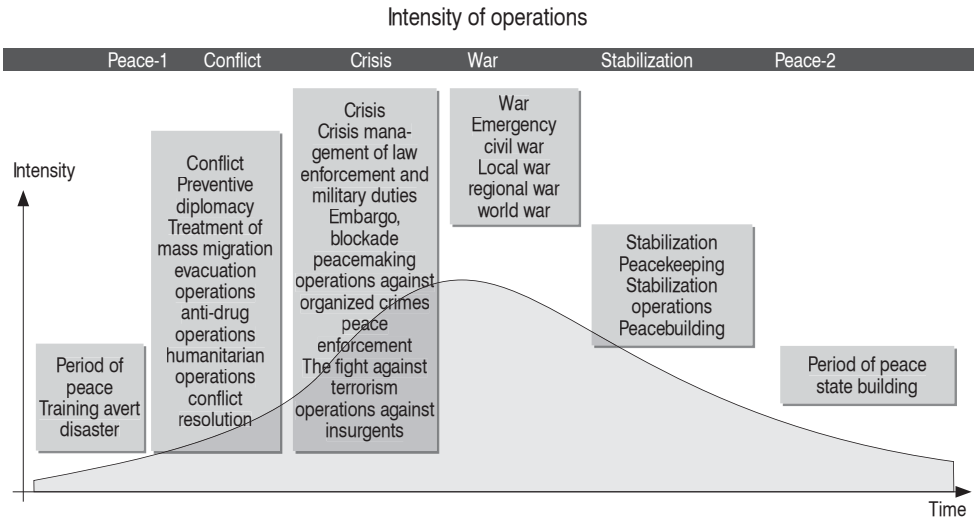 Intensity of operations
Peace-1 Conflict Crisis War Stabilization Peace-2
Intensity
Period of
peace
Training avert
disaster
Conflict
Preventive
diplomacy
Treatment of
mass migration
evacuation
operations
anti-drug
operations
humanitarian
operations
conflict
resolution
Crisis
Crisis mana-
gement of law
enforcement and
military duties
Embargo,
blockade
peacemaking
operations against
organized crimes
peace
enforcement
The fight against
terrorism
operations against
insurgents
War
Emergency
civil war
Local war
regional war
world war
Stabilization
Peacekeeping
Stabilization
operations
Peacebuilding
Period of peace
state building
Time